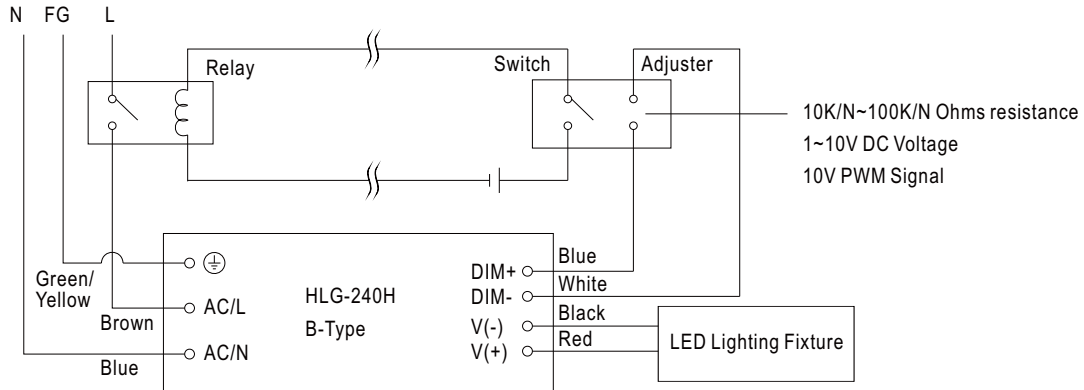 N FG L
Relay
Switch
Adjuster
10K/N~100K/N Ohms resistance
1~10V DC Voltage
10V PWM Signal
Green/
Yellow
Brown
Blue
AC/L
AC/N
HLG-240H
B-Type
DIM+
DIM-
V(-)
V(+)
Blue
White
Black
Red
LED Lighting Fixture